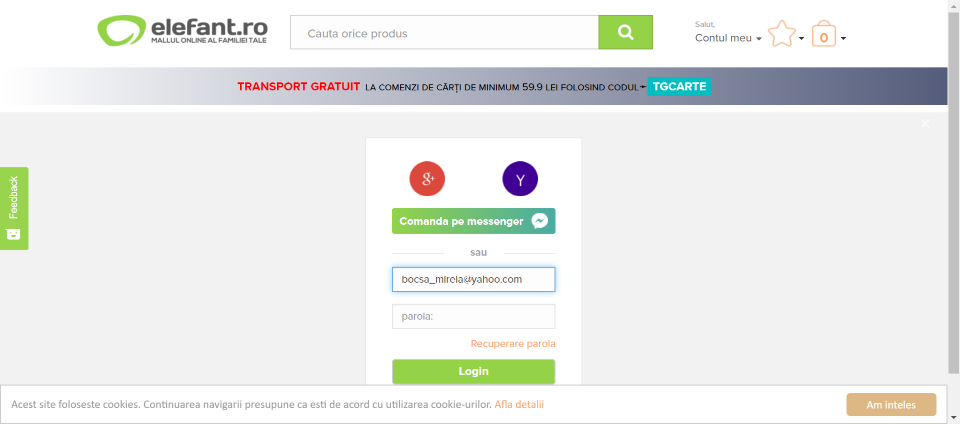 elefant.ro
MALLUL ONLINE AL FAMILIEI TALE
Cauta orice produs
Salut,
Contul meu
0
TRANSPORT GRATUIT LA COMENZI DE CĂRȚI DE MINIMUM 59.9 LEI FOLOSIND CODUL TGCARTE
Feedback
g+ Y
Comanda pe messenger
sau
bocsa_mirela@yahoo.com
parola:
Recuperare parola
Login
Acest site foloseste cookies. Continuarea navigarii presupune ca esti de acord cu utilizarea cookie-urilor. Afla detalii
Am inteles